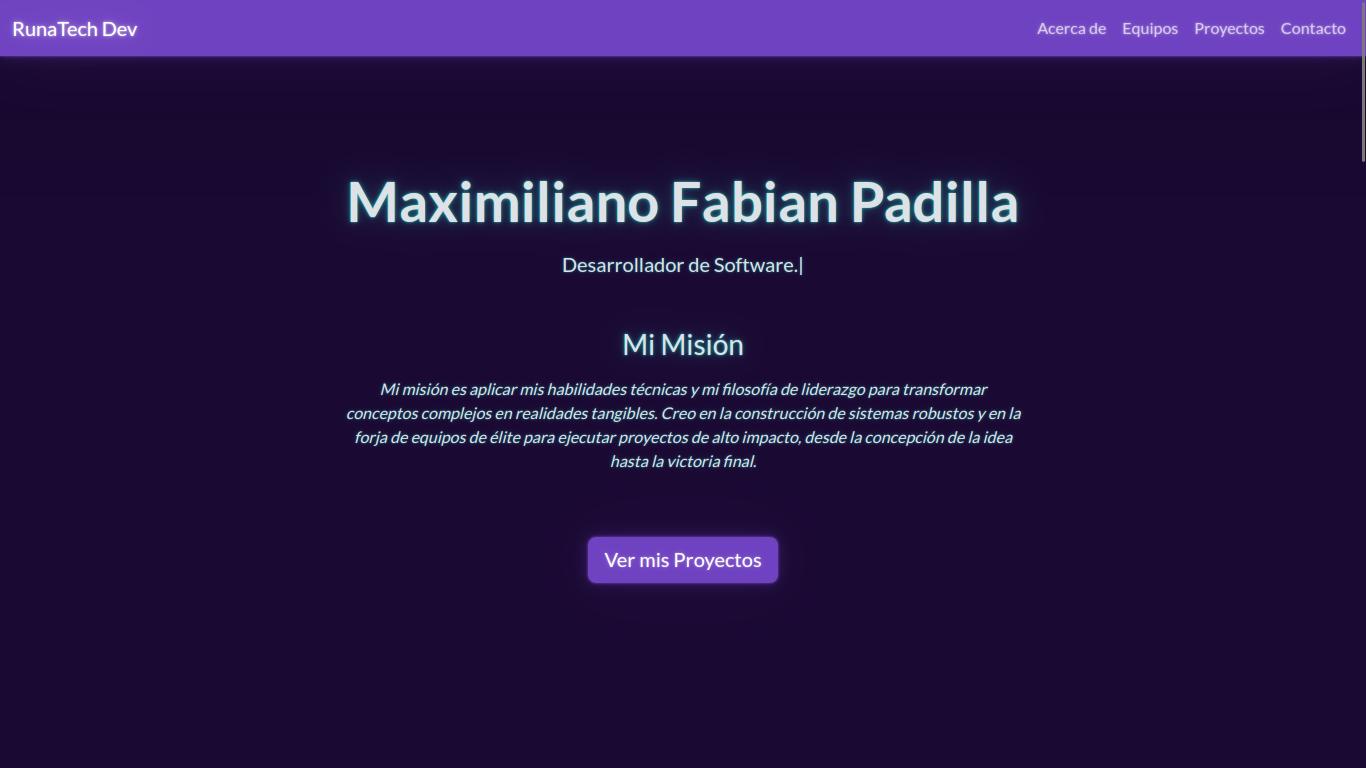 RunaTech Dev
Acerca de Equipos Proyectos Contacto
Maximiliano Fabian Padilla
Desarrollador de Software.|
Mi Misión
Mi misión es aplicar mis habilidades técnicas y mi filosofía de liderazgo para transformar
conceptos complejos en realidades tangibles. Creo en la construcción de sistemas robustos y en la
forja de equipos de élite para ejecutar proyectos de alto impacto, desde la concepción de la idea
hasta la victoria final.
Ver mis Proyectos